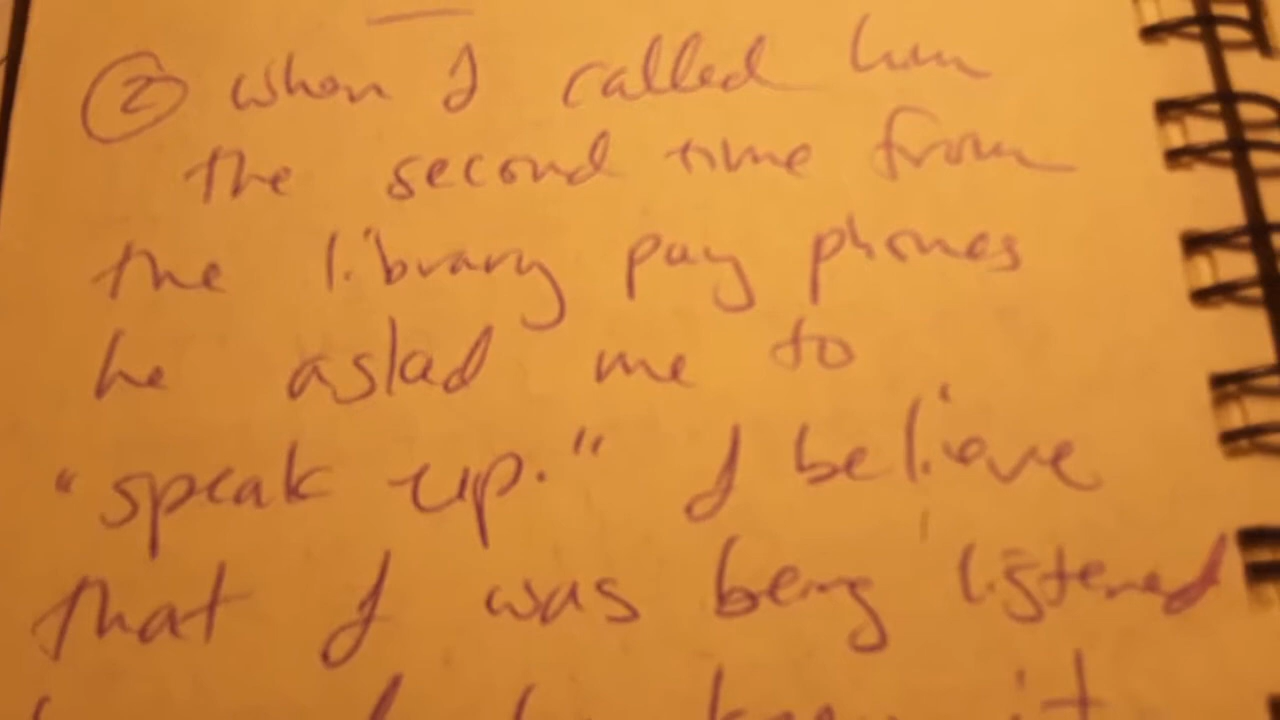 ② when I called him
the second time from
the library pay phones
he asked me to
"speak up." I believe
that I was being listened